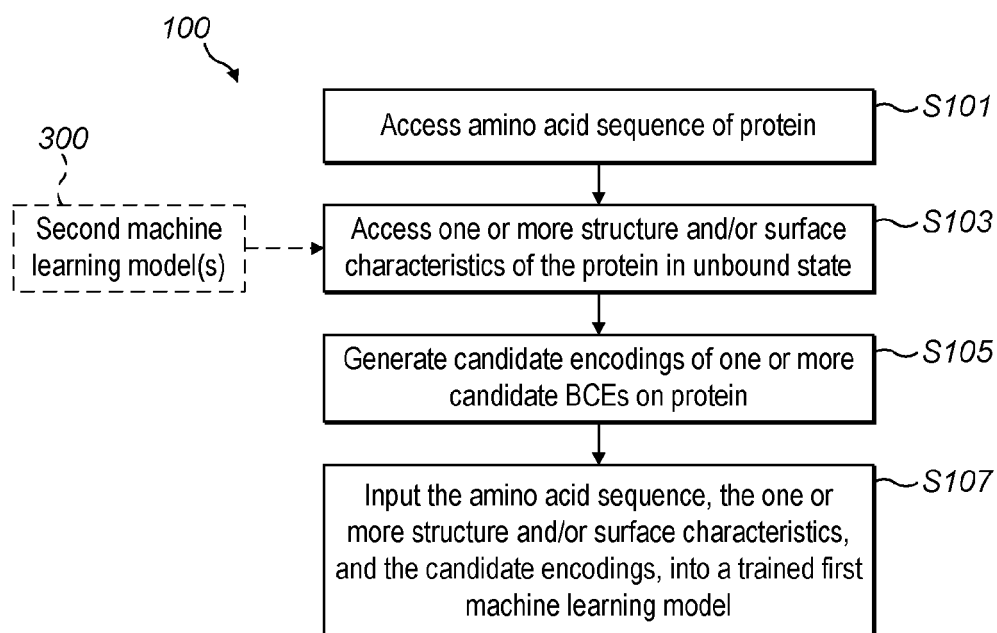 100
Access amino acid sequence of protein
S101
300
Second machine
learning model(s)
Access one or more structure and/or surface
characteristics of the protein in unbound state
S103
Generate candidate encodings of one or more
candidate BCEs on protein
S105
Input the amino acid sequence, the one or
more structure and/or surface characteristics,
and the candidate encodings, into a trained first
machine learning model
S107